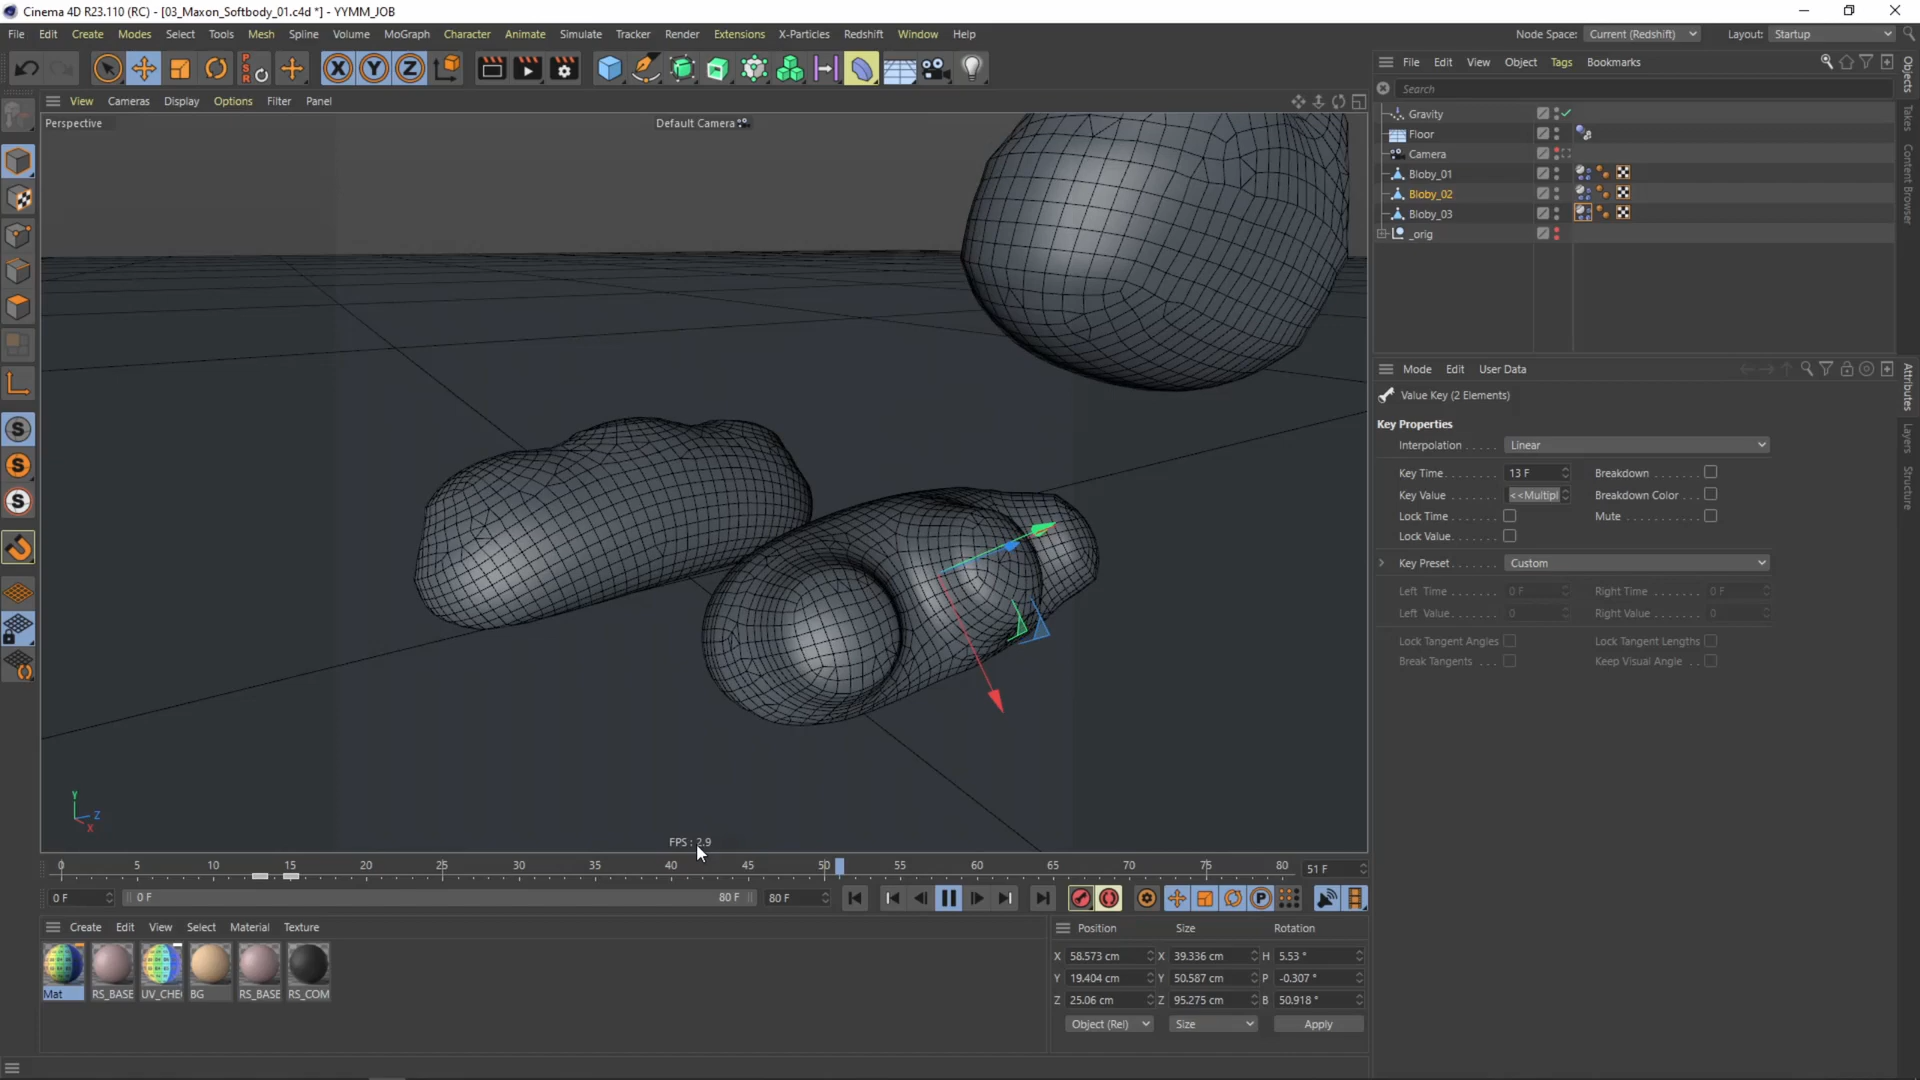 Cinema 4D R23.110 (RC) - [03_Maxon_Softbody_01.c4d *] - YYMM_JOB
File Edit Create Modes Select Tools Mesh Spline Volume MoGraph Character Animate Simulate Tracker Render Extensions X-Particles Redshift Window Help Node Space: Current (Redshift) Layout: Startup
File Edit View Object Tags Bookmarks
Search
View Cameras Display Options Filter Panel
Perspective
Default Camera
Gravity
Floor
Camera
Bloby_01
Bloby_02
Bloby_03
_orig
Objects
Takes
Content Browser
Mode Edit User Data
Value Key (2 Elements)
Key Properties
Interpolation . . . . . Linear
Key Time . . . . . . . 13 F Breakdown . . . . . .
Key Value . . . . . . . <<Multipl Breakdown Color . . .
Lock Time . . . . . . . Mute . . . . . . . . . . .
Lock Value. . . . . . .
Key Preset . . . . . . . Custom
Left Time . . . . . . . 0 F Right Time . . . . . . 0 F
Left Value. . . . . . . 0 Right Value . . . . . . 0
Lock Tangent Angles Lock Tangent Lengths
Break Tangents . . . Keep Visual Angle . .
Attributes
Layers
Structure
Y
Z
X
FPS : 2.9
0 5 10 15 20 25 30 35 40 45 50 55 60 65 70 75 80 51 F
0 F 0 F 80 F 80 F
PSR
X Y Z
S
S
S
P
Create Edit View Select Material Texture
Mat RS_BASE UV_CHE BG RS_BASE RS_COM
Position Size Rotation
X 58.573 cm X 39.336 cm H 5.53 °
Y 19.404 cm Y 50.587 cm P -0.307 °
Z 25.06 cm Z 95.275 cm B 50.918 °
Object (Rel) Size Apply